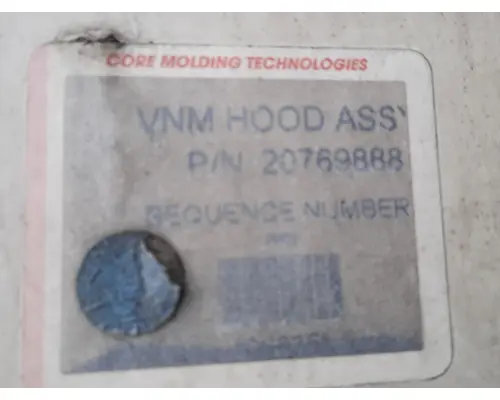 CORE MOLDING TECHNOLOGIES
VNM HOOD ASSY
P/N 20769888
SEQUENCE NUMBER